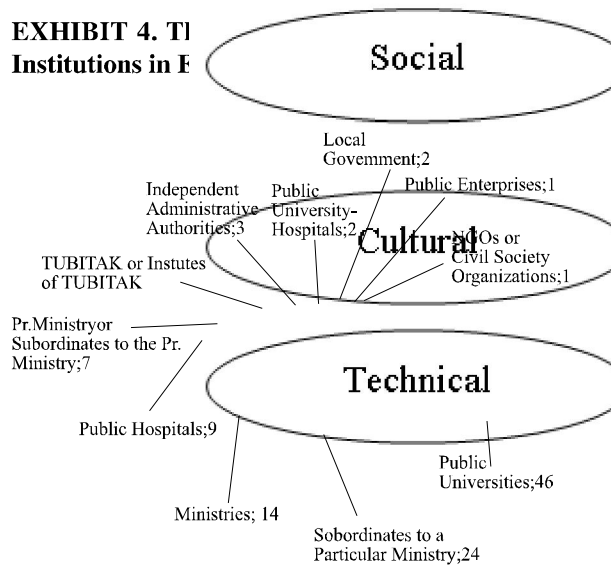 EXHIBIT 4.
Institutions in
Social
Local
Govemment;2
Public Enterprises;1
Independent
Administrative
Authorities;3
Public
University-
Hospitals;2
Cultural
NGOs or
Civil Society
Organizations;1
TUBITAK or Instutes
of TUBITAK
Pr.Ministryor
Subordinates to the Pr.
Ministry;7
Technical
Public Hospitals;9
Public
Universities;46
Ministries; 14
Sobordinates to a
Particular Ministry;24